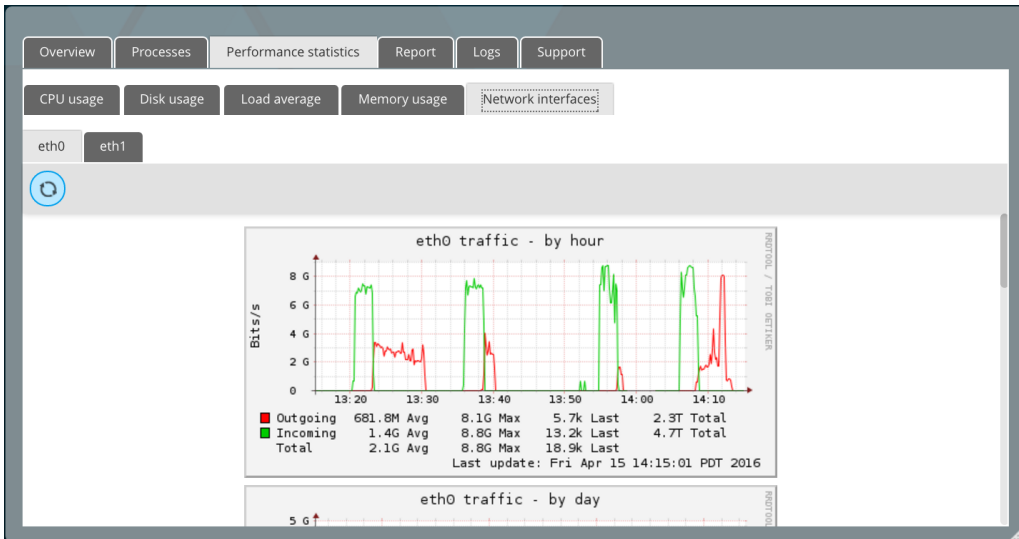 Overview Processes Performance statistics Report Logs Support
CPU usage Disk usage Load average Memory usage Network interfaces
eth0 eth1
eth0 traffic - by hour
RRDTOOL / TOBI OETIKER
Bits/s
8 G
6 G
4 G
2 G
0
13:20 13:30 13:40 13:50 14:00 14:10
Outgoing 681.8M Avg 8.1G Max 5.7k Last 2.3T Total
Incoming 1.4G Avg 8.8G Max 13.2k Last 4.7T Total
Total 2.1G Avg 8.8G Max 18.9k Last
Last update: Fri Apr 15 14:15:01 PDT 2016
eth0 traffic - by day
RRDTOOL
5 G